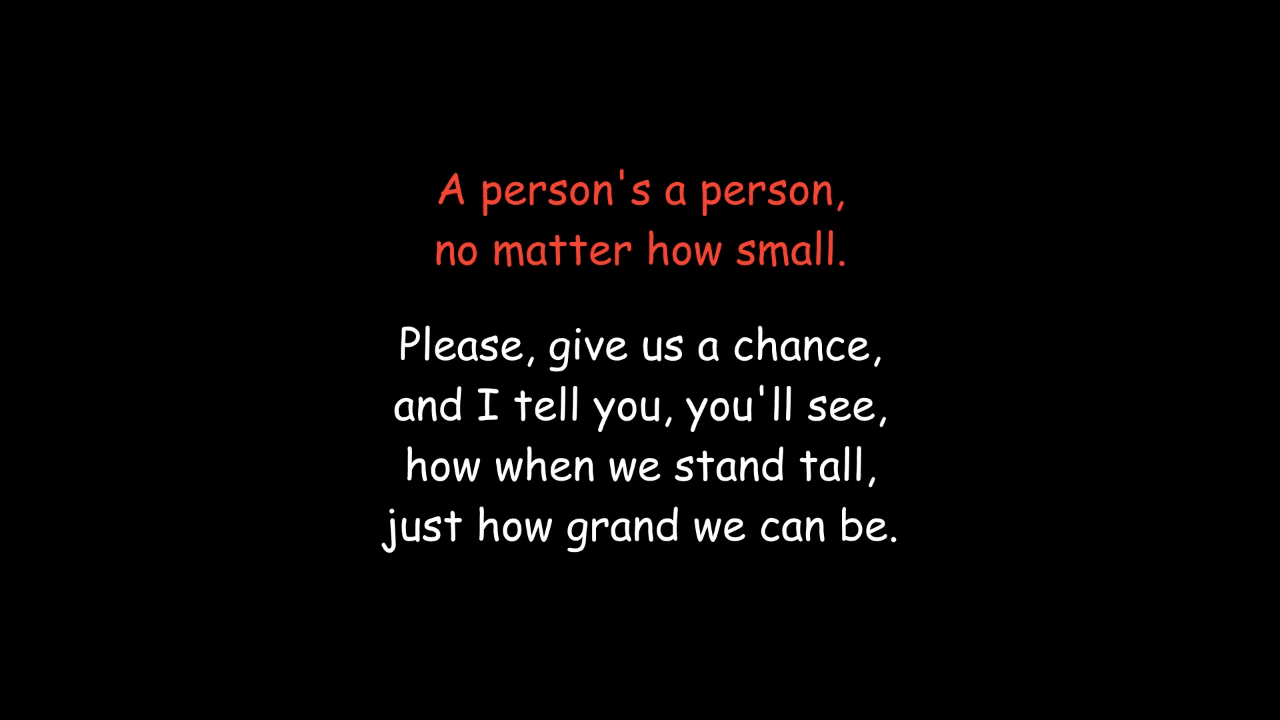 A person's a person,
no matter how small.
Please, give us a chance,
and I tell you, you'll see,
how when we stand tall,
just how grand we can be.